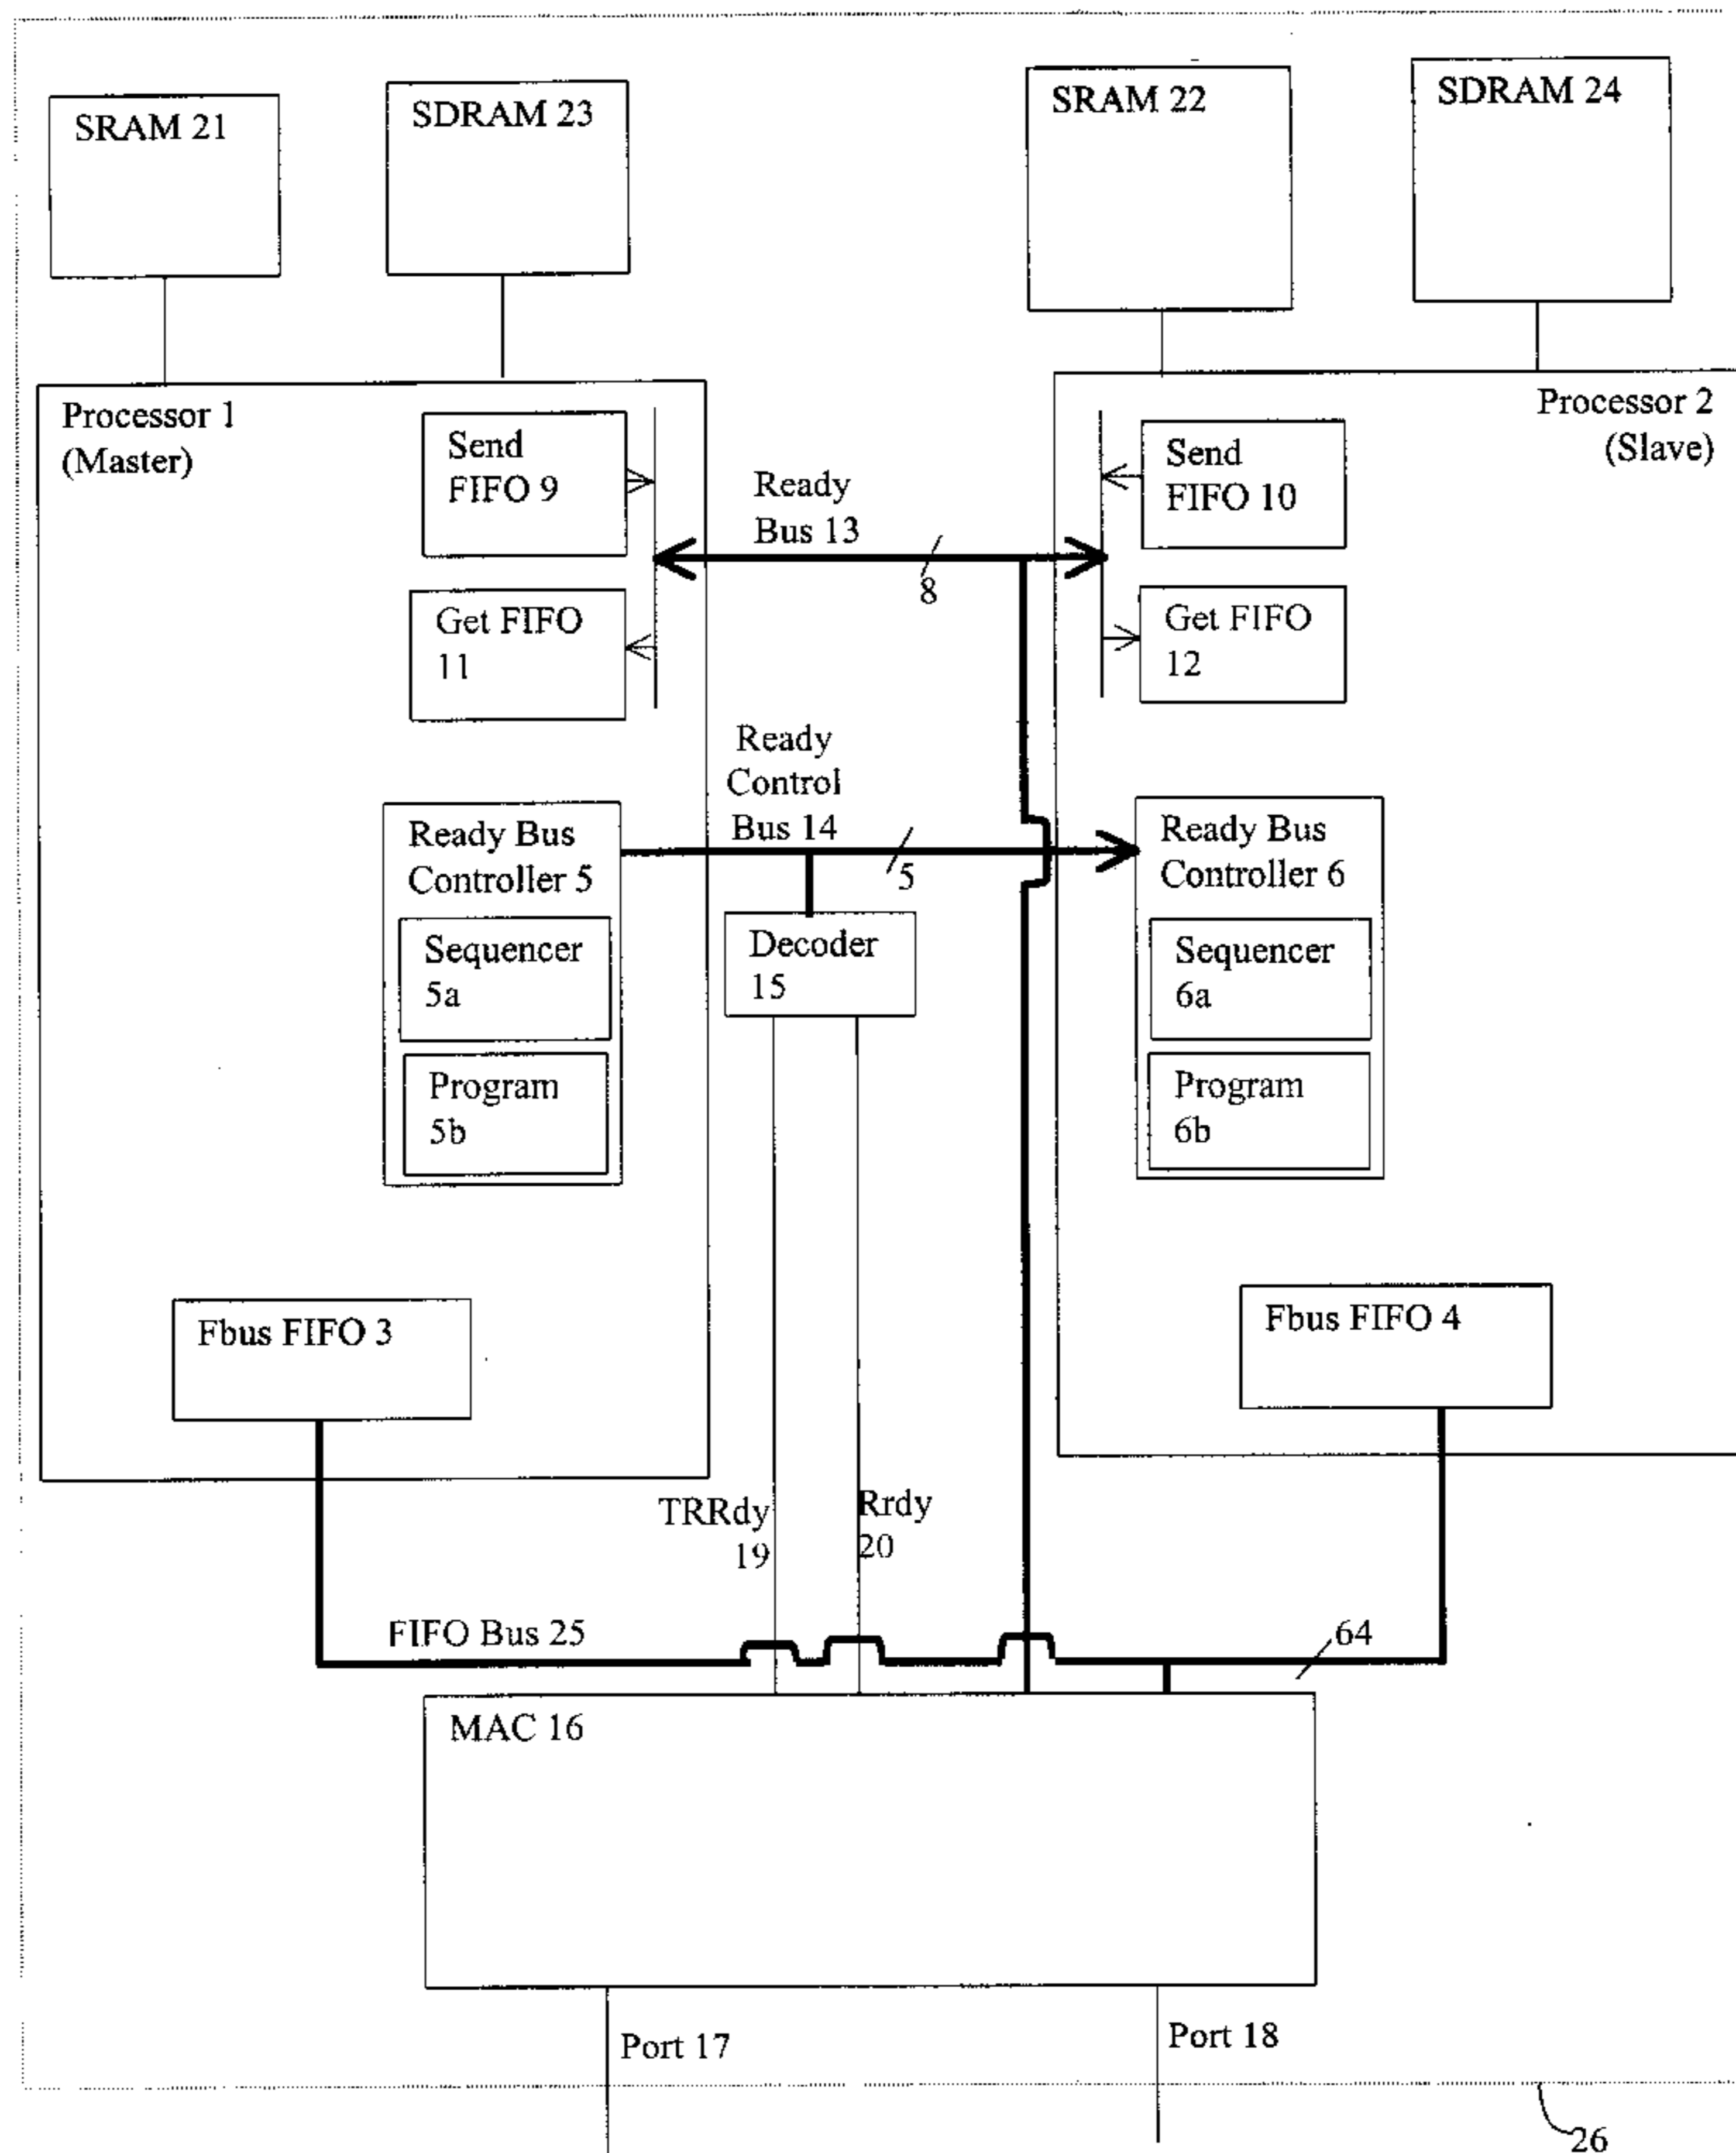 SRAM 21
SDRAM 23
SRAM 22
SDRAM 24
Processor 1
(Master)
Send
FIFO 9
Get FIFO
11
Ready
Bus 13
8
Processor 2
(Slave)
Send
FIFO 10
Get FIFO
12
Ready
Control
Bus 14
5
Ready Bus
Controller 5
Sequencer
5a
Program
5b
Decoder
15
Ready Bus
Controller 6
Sequencer
6a
Program
6b
Fbus FIFO 3
Fbus FIFO 4
TRRdy
19
Rrdy
20
FIFO Bus 25
64
MAC 16
Port 17
Port 18
26